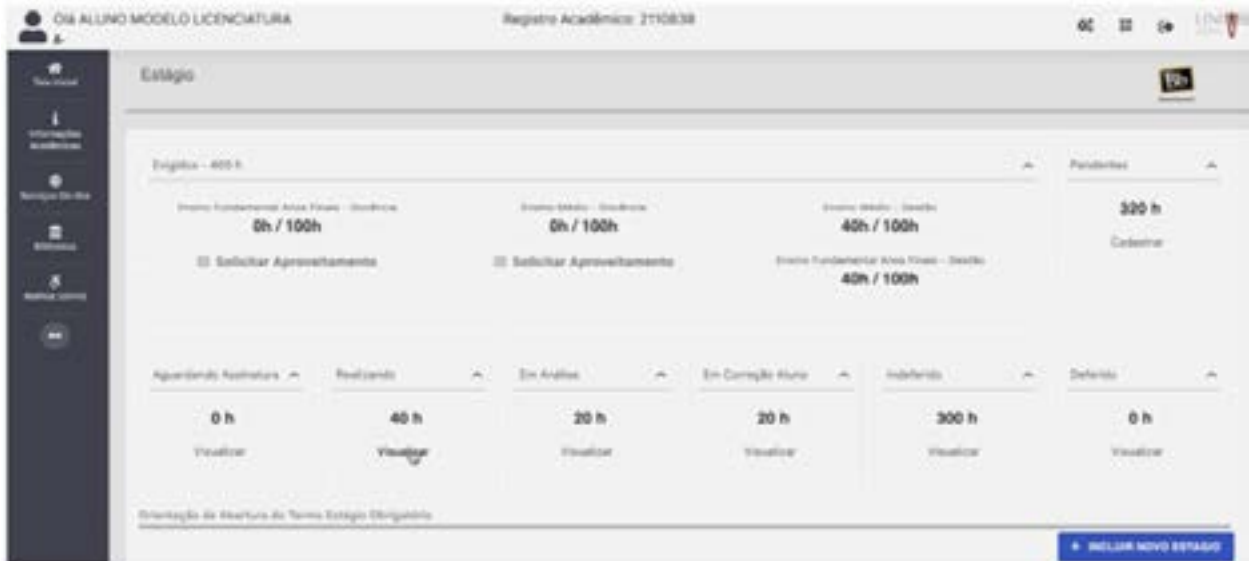 Olá ALUNO MODELO LICENCIATURA
Registro Acadêmico: 2110838
Estágio
Informações Acadêmicas
Biblioteca
Exigidos - 400 h
Pendentes
Ensino Fundamental Anos Finais - Docência
0h / 100h
Solicitar Aproveitamento
Ensino Médio - Docência
0h / 100h
Solicitar Aproveitamento
Ensino Médio - Gestão
40h / 100h
Ensino Fundamental Anos Finais - Gestão
40h / 100h
320 h
Cadastrar
Aguardando Assinatura
Realizando
Em Análise
Em Correção Aluno
Indeferido
Deferido
0 h
40 h
20 h
20 h
300 h
0 h
Visualizar
Visualizar
Visualizar
Visualizar
Visualizar
Visualizar
Orientação de Abertura do Termo Estágio Obrigatório
+ INCLUIR NOVO ESTAGIO